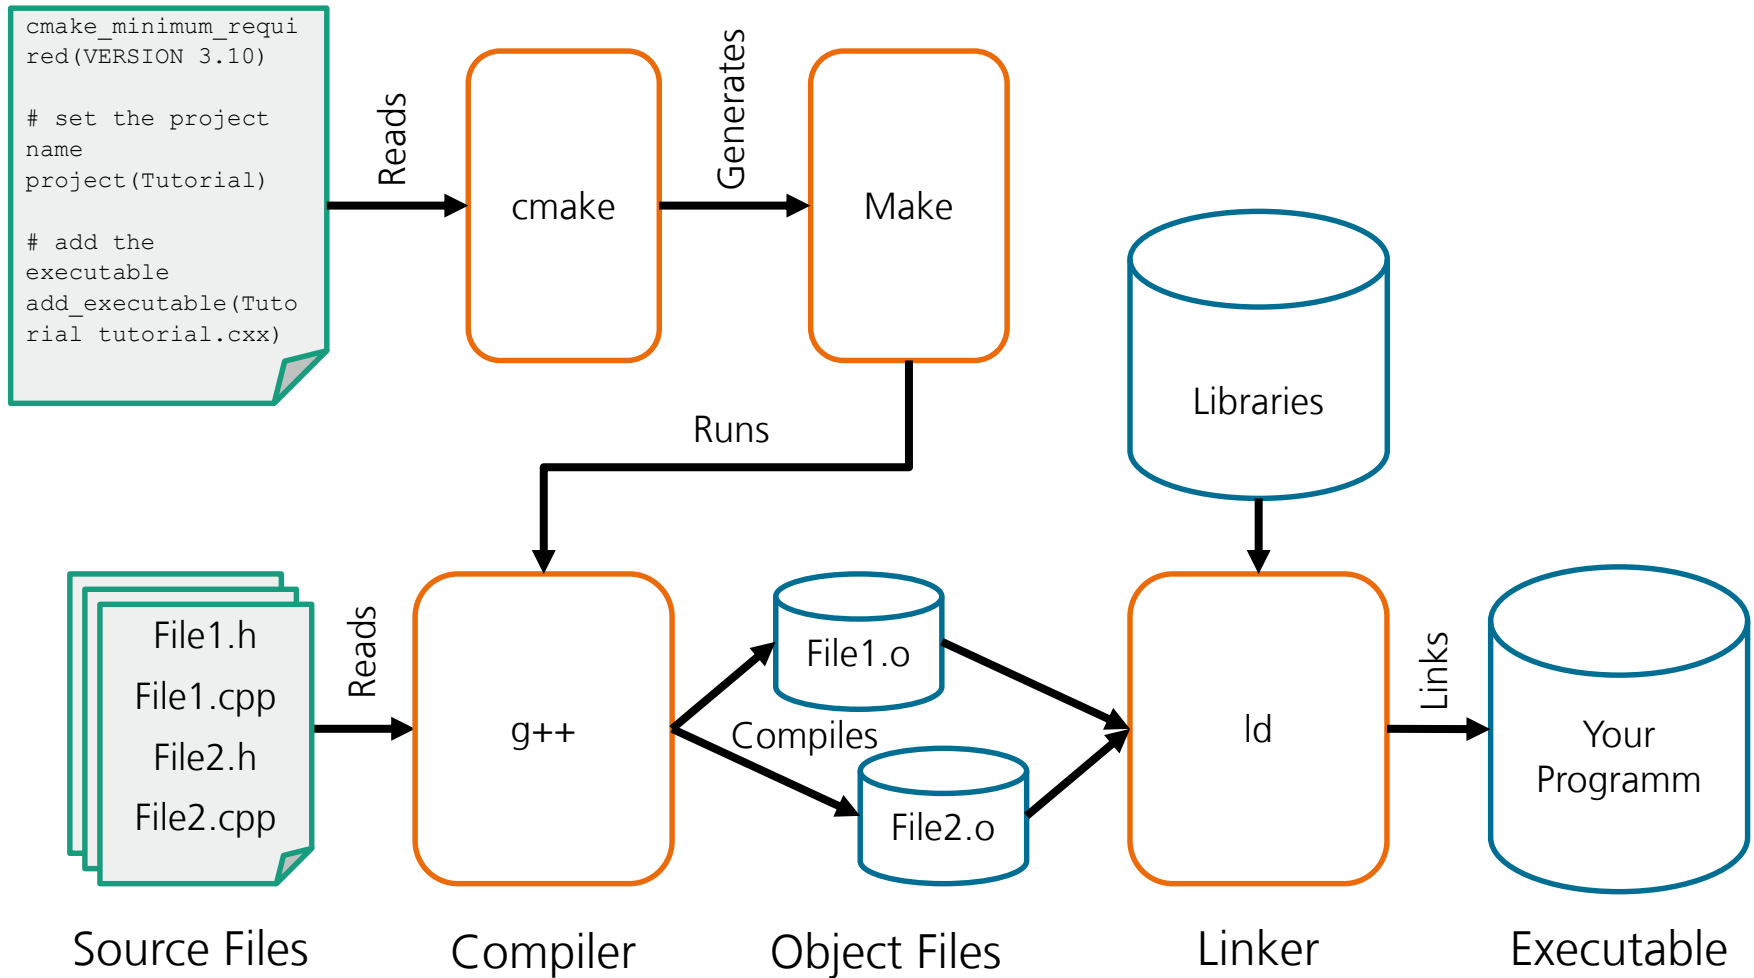 cmake_minimum_requi
red(VERSION 3.10)
# set the project
name
project(Tutorial)
# add the
executable
add_executable(Tuto
rial tutorial.cxx)
Reads
cmake
Generates
Make
Libraries
Runs
File1.h
File1.cpp
File2.h
File2.cpp
Reads
g++
Compiles
File1.o
File2.o
ld
Links
Your
Programm
Source Files
Compiler
Object Files
Linker
Executable